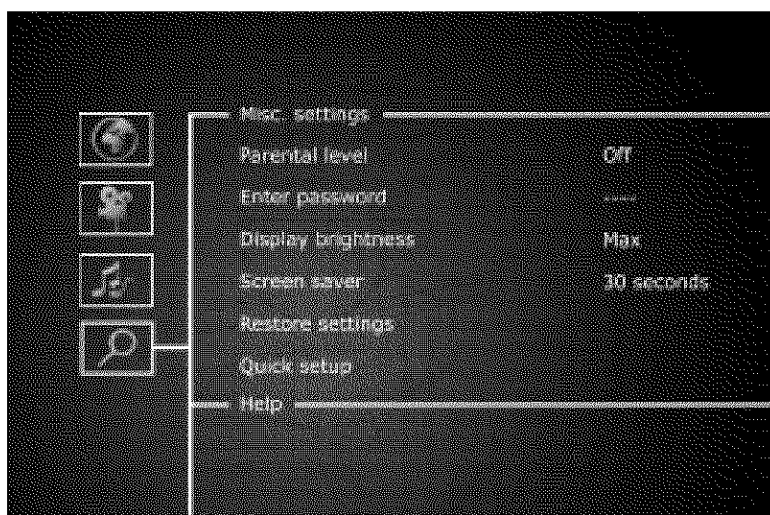 Misc. settings
Parental level Off
Enter password ----
Display brightness Max
Screen saver 30 seconds
Restore settings
Quick setup
Help